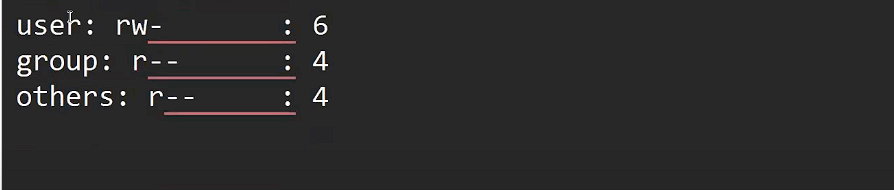 user: rw-       : 6
group: r--      : 4
others: r--     : 4